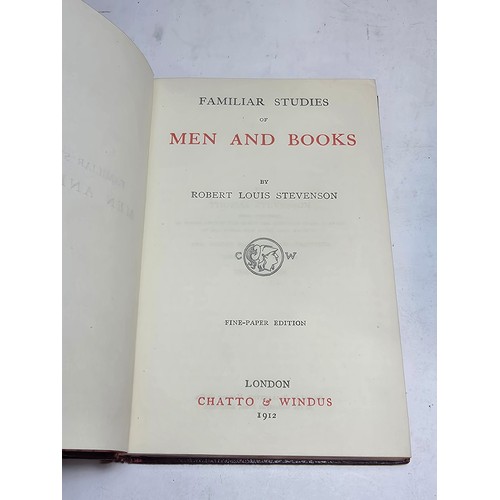 FAMILIAR STUDIES
OF
MEN AND BOOKS
BY
ROBERT LOUIS STEVENSON
C W
FINE-PAPER EDITION
LONDON
CHATTO & WINDUS
1912